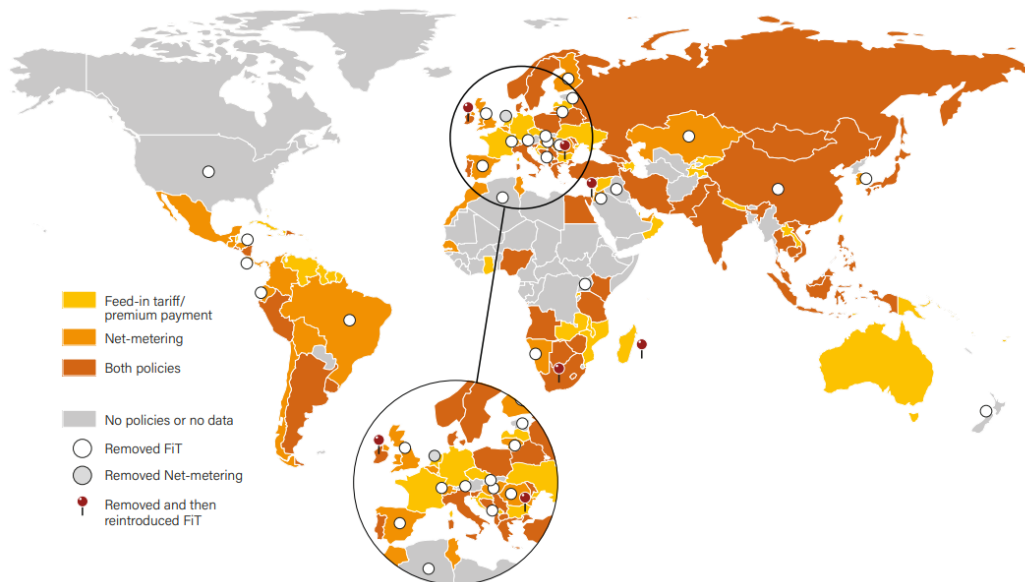 Feed-in tariff/
premium payment
Net-metering
Both policies
No policies or no data
Removed FiT
Removed Net-metering
Removed and then
reintroduced FiT